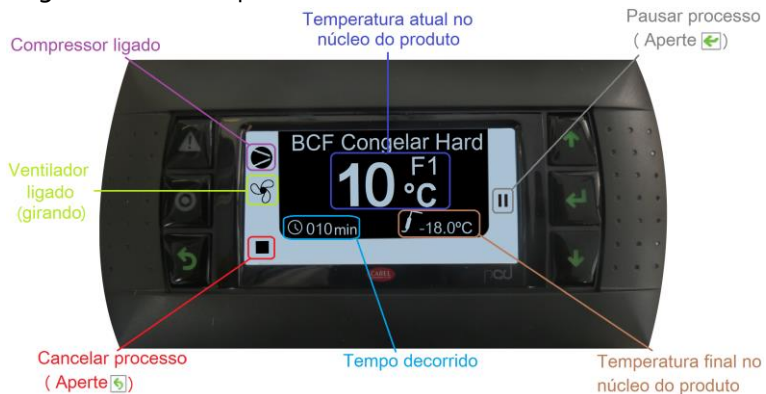 Temperatura atual no
núcleo do produto
Pausar processo
( Aperte )
Compressor ligado
BCF Congelar Hard
F1
10 °C
Ventilador
ligado
(girando)
010 min
-18.0ºC
CAREL
Cancelar processo
( Aperte )
Tempo decorrido
Temperatura final no
núcleo do produto